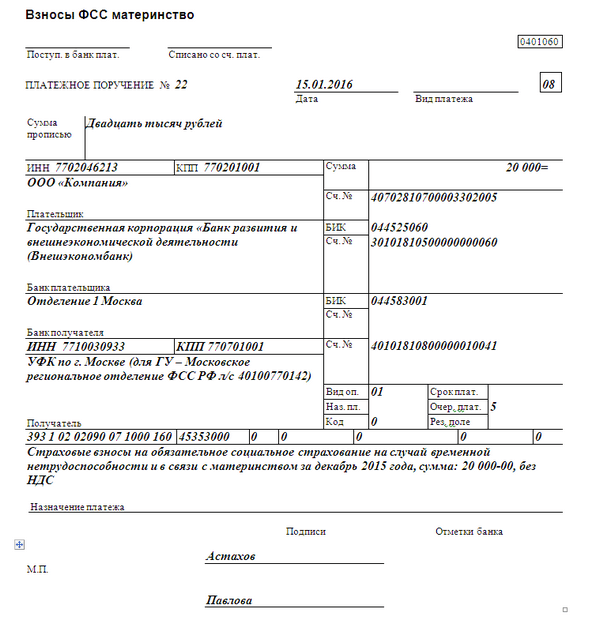 Взносы ФСС материнство
0401060
Поступ. в банк плат. Списано со сч. плат.
ПЛАТЕЖНОЕ ПОРУЧЕНИЕ № 22 15.01.2016 08
Дата Вид платежа
Сумма прописью Двадцать тысяч рублей
ИНН 7702046213 КПП 770201001 Сумма 20 000=
ООО «Компания»
Сч. № 40702810700003302005
Плательщик
Государственная корпорация «Банк развития и БИК 044525060
внешнеэкономической деятельности Сч. № 30101810500000000060
(Внешэкономбанк)
Банк плательщика
Отделение 1 Москва БИК 044583001
Сч. №
Банк получателя
ИНН 7710030933 КПП 770701001 Сч. № 40101810800000010041
УФК по г. Москве (для ГУ – Московское
региональное отделение ФСС РФ л/с 40100770142)
Вид оп. 01 Срок плат.
Наз. пл. Очер. плат. 5
Получатель Код 0 Рез. поле
393 1 02 02090 07 1000 160 45353000 0 0 0 0
Страховые взносы на обязательное социальное страхование на случай временной
нетрудоспособности и в связи с материнством за декабрь 2015 года, сумма: 20 000-00, без
НДС
Назначение платежа
Подписи Отметки банка
Астахов
М.П.
Павлова